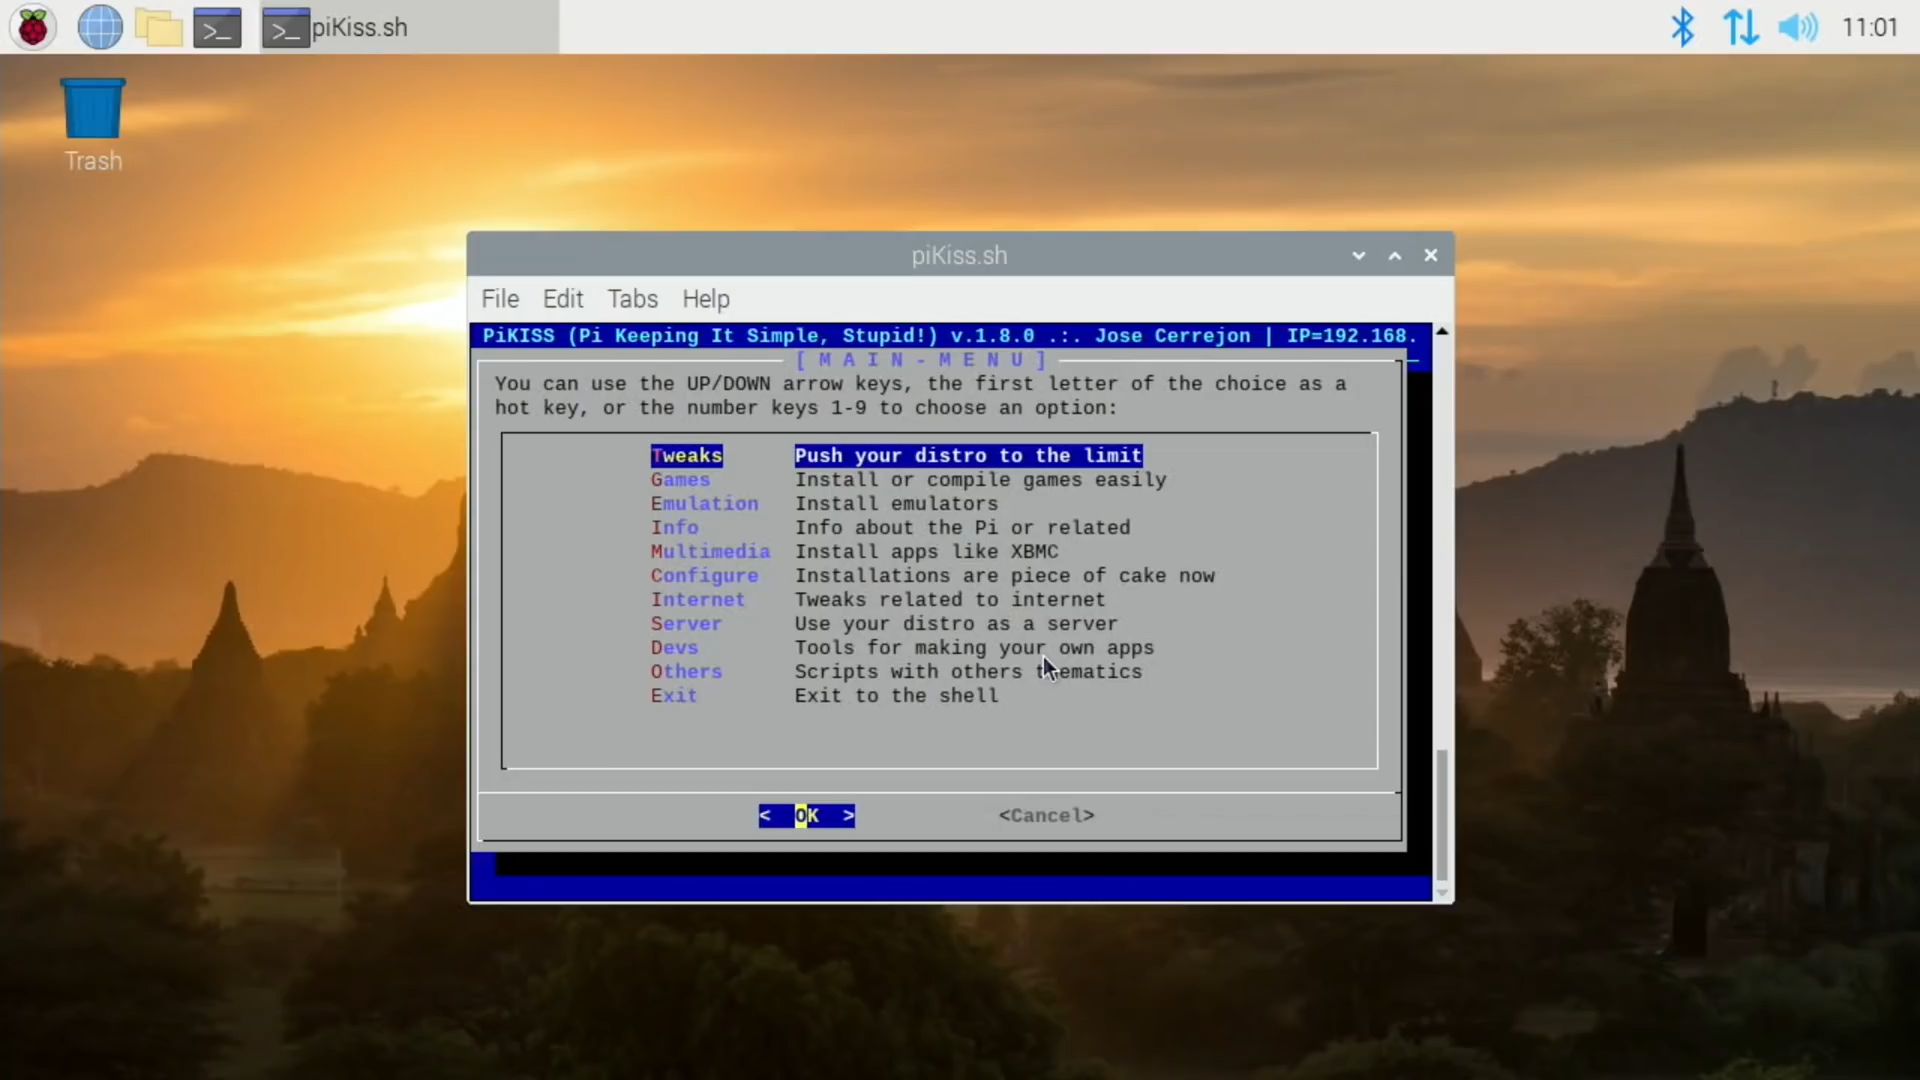 piKiss.sh
11:01
Trash
piKiss.sh
File Edit Tabs Help
PiKISS (Pi Keeping It Simple, Stupid!) v.1.8.0 .:. Jose Cerrejon | IP=192.168.
[ M A I N - M E N U ]
You can use the UP/DOWN arrow keys, the first letter of the choice as a
hot key, or the number keys 1-9 to choose an option:
Tweaks Push your distro to the limit
Games Install or compile games easily
Emulation Install emulators
Info Info about the Pi or related
Multimedia Install apps like XBMC
Configure Installations are piece of cake now
Internet Tweaks related to internet
Server Use your distro as a server
Devs Tools for making your own apps
Others Scripts with others thematics
Exit Exit to the shell
< OK > <Cancel>